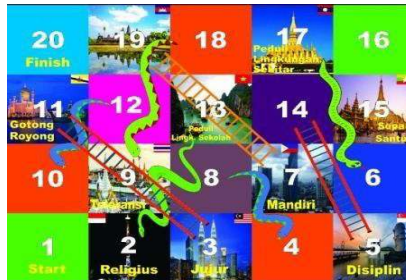 20
Finish
19
18
17
Peduli
Lingkungan
Sekitar
16
11
Gotong
Royong
12
13
Peduli
Lingk. Sekolah
14
15
Sopan
Santun
10
9
Toleransi
8
7
Mandiri
6
1
Start
2
Religius
3
Jujur
4
5
Disiplin